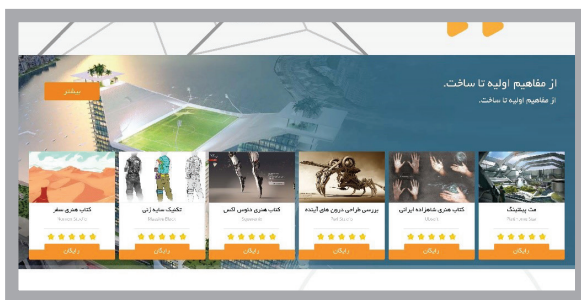 از مفاهیم اولیه تا ساخت.
از مفاهیم اولیه تا ساخت.
بیشتر
مت پینتینگ
کتاب هنری شاهزاده ایرانی
بررسی طراحی درون های آینده
کتاب هنری دنوس لکس
تکنیک سایه زنی
کتاب هنری سفر
رایگان
رایگان
رایگان
رایگان
رایگان
رایگان